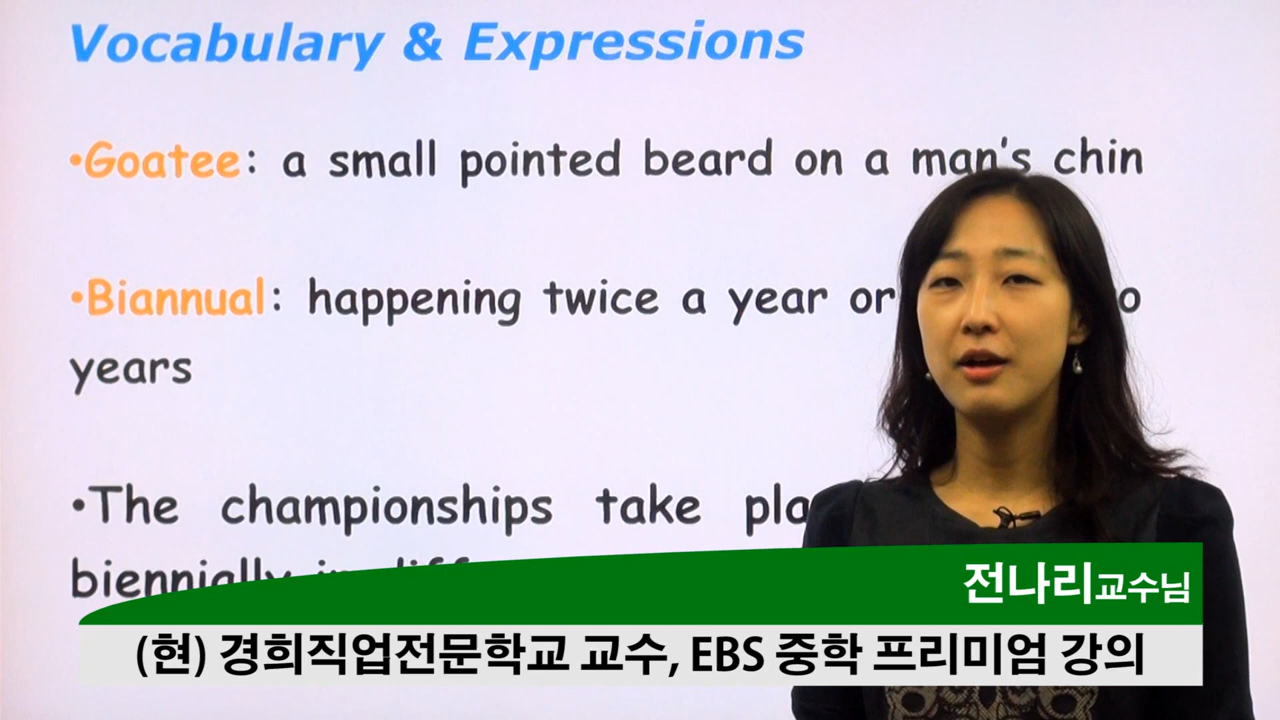 Vocabulary & Expressions
•Goatee: a small pointed beard on a man's chin
•Biannual: happening twice a year or
years
•The championships take
biennially in
전나리교수님
(현) 경희직업전문학교 교수, EBS 중학 프리미엄 강의